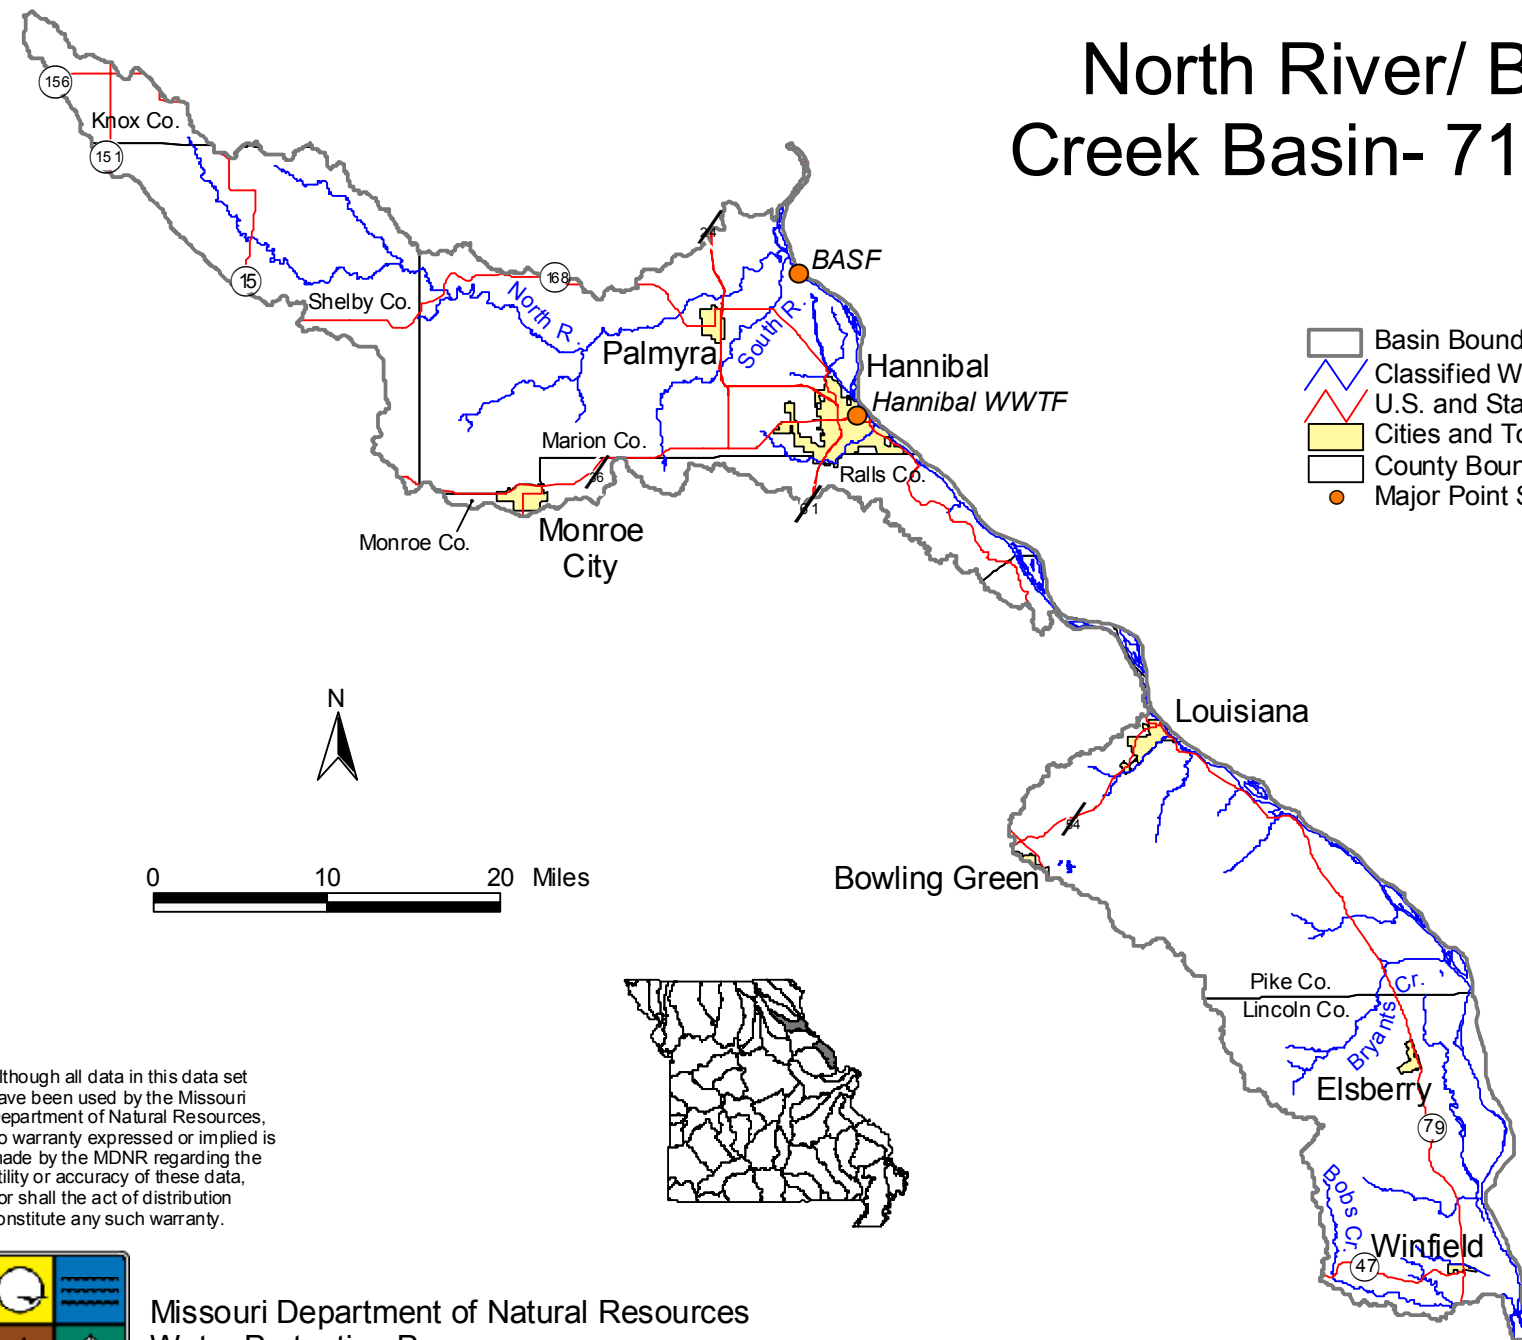 North River/ B
Creek Basin- 71
156
Knox Co.
151
15
Shelby Co.
168
24
North R.
South R.
BASF
Palmyra
Hannibal
Hannibal WWTF
Marion Co.
36
Ralls Co.
61
Monroe Co.
Monroe
City
Basin Bound
Classified W
U.S. and Sta
Cities and To
County Boun
Major Point S
N
Louisiana
54
Bowling Green
0 10 20 Miles
Pike Co.
Lincoln Co.
Bryants Cr.
Elsberry
79
Bobs Cr.
Winfield
47
lthough all data in this data set
ave been used by the Missouri
epartment of Natural Resources,
o warranty expressed or implied is
nade by the MDNR regarding the
tility or accuracy of these data,
or shall the act of distribution
onstitute any such warranty.
Missouri Department of Natural Resources